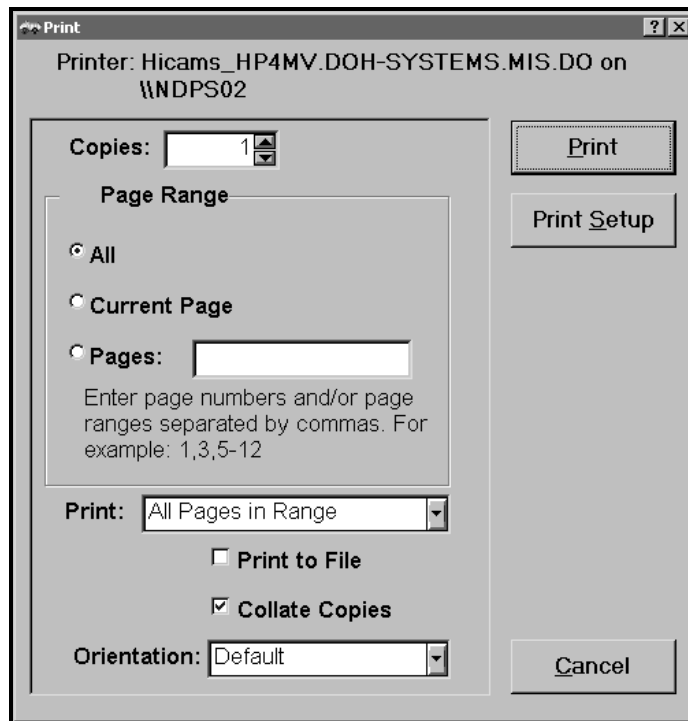 Print
? x
Printer: Hicams_HP4MV.DOH-SYSTEMS.MIS.DO on
\\NDPS02
Copies: 1
Print
Page Range
Print Setup
All
Current Page
Pages:
Enter page numbers and/or page
ranges separated by commas. For
example: 1,3,5-12
Print: All Pages in Range
Print to File
Collate Copies
Orientation: Default
Cancel